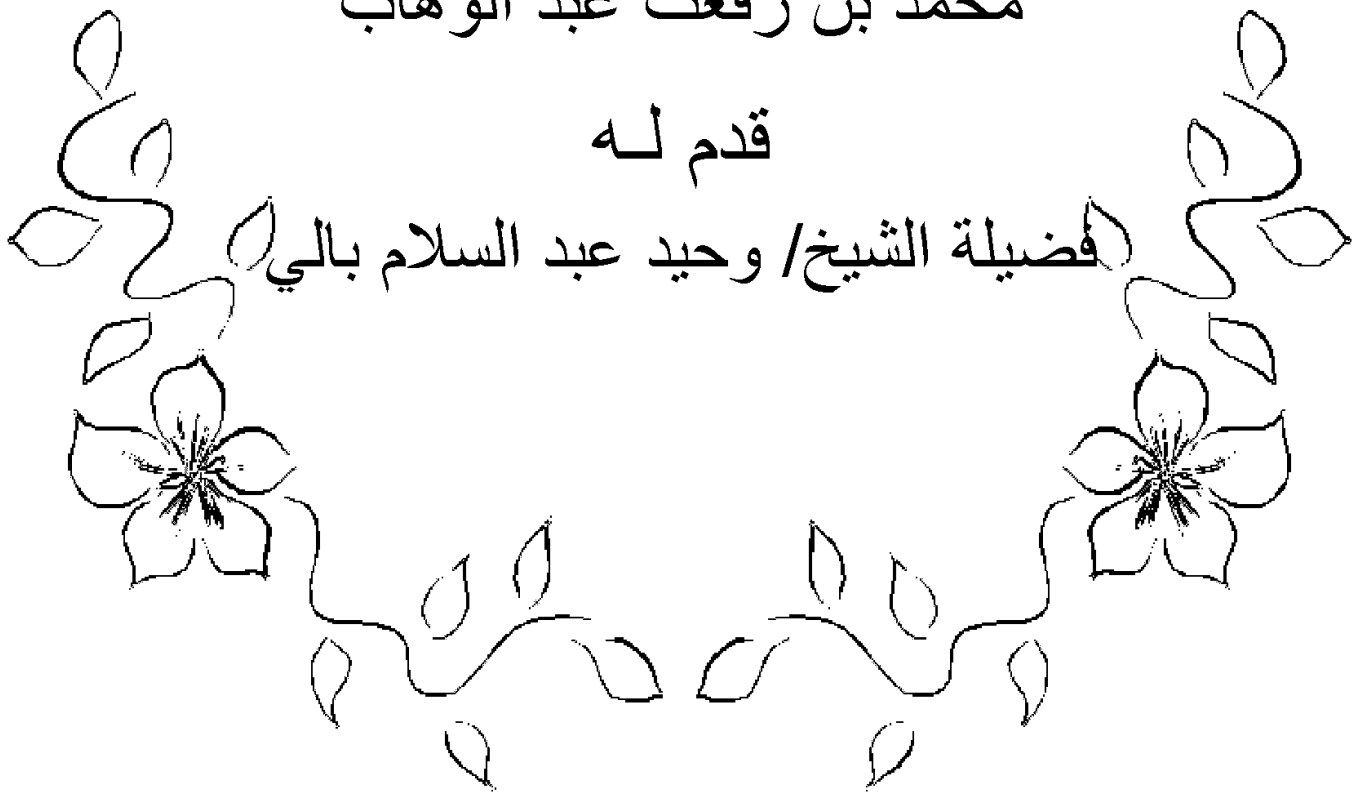 محمد بن رفعت عبد الوهاب
قدم لـه
فضيلة الشيخ/ وحيد عبد السلام بالي